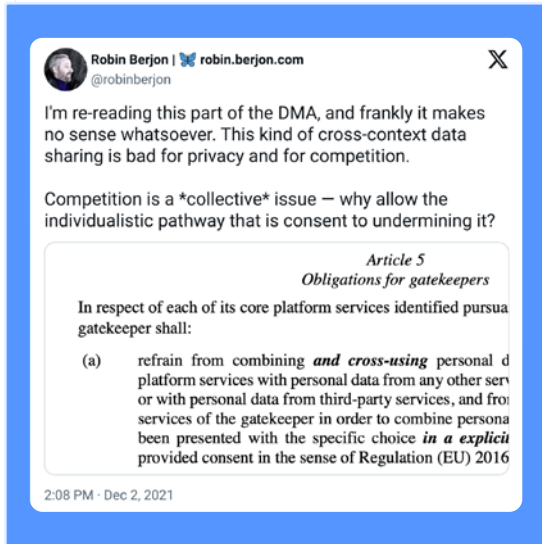 Robin Berjon | 🦋 robin.berjon.com
@robinberjon
I'm re-reading this part of the DMA, and frankly it makes
no sense whatsoever. This kind of cross-context data
sharing is bad for privacy and for competition.
Competition is a *collective* issue — why allow the
individualistic pathway that is consent to undermining it?
Article 5
Obligations for gatekeepers
In respect of each of its core platform services identified pursua
gatekeeper shall:
(a) refrain from combining and cross-using personal d
platform services with personal data from any other serv
or with personal data from third-party services, and fro
services of the gatekeeper in order to combine persona
been presented with the specific choice in a explicit
provided consent in the sense of Regulation (EU) 2016
2:08 PM · Dec 2, 2021